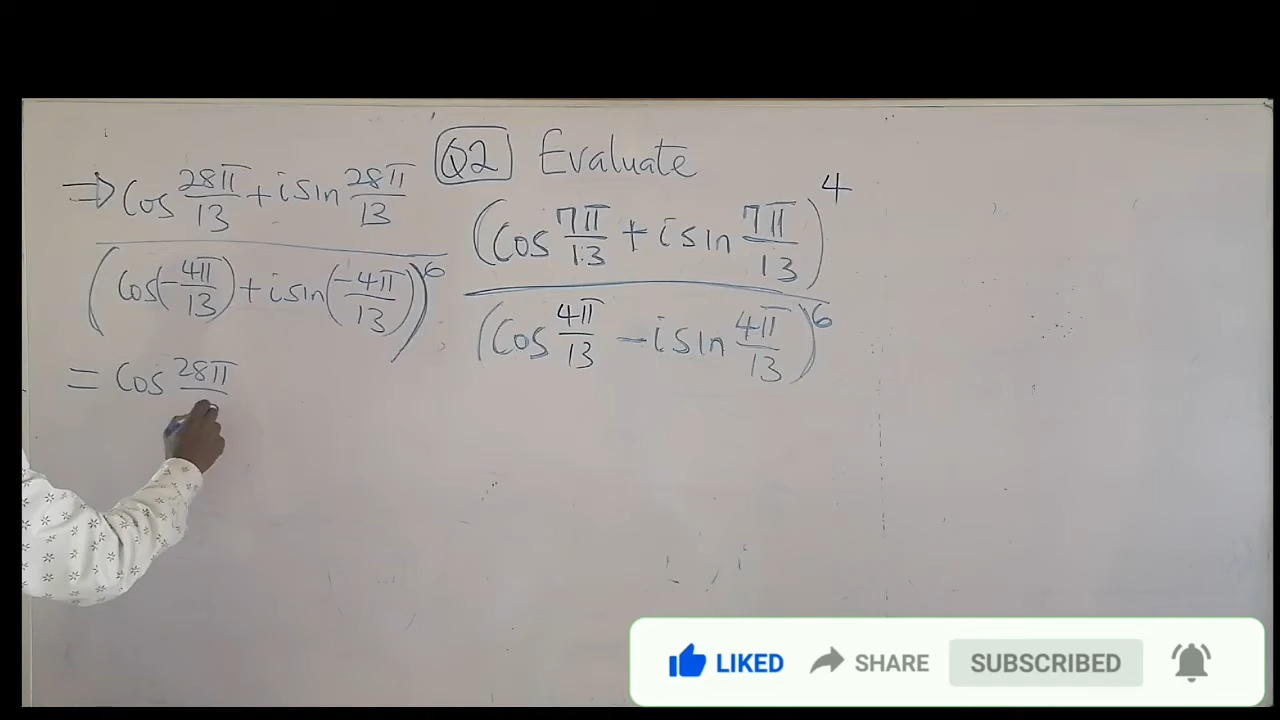 Q2 Evaluate
(Cos 7π/13 + i sin 7π/13)^4
(Cos 4π/13 - i sin 4π/13)^6
⇒ Cos 28π/13 + i sin 28π/13
(Cos(-4π/13) + i sin(-4π/13))^6
= Cos 28π
LIKED SHARE SUBSCRIBED